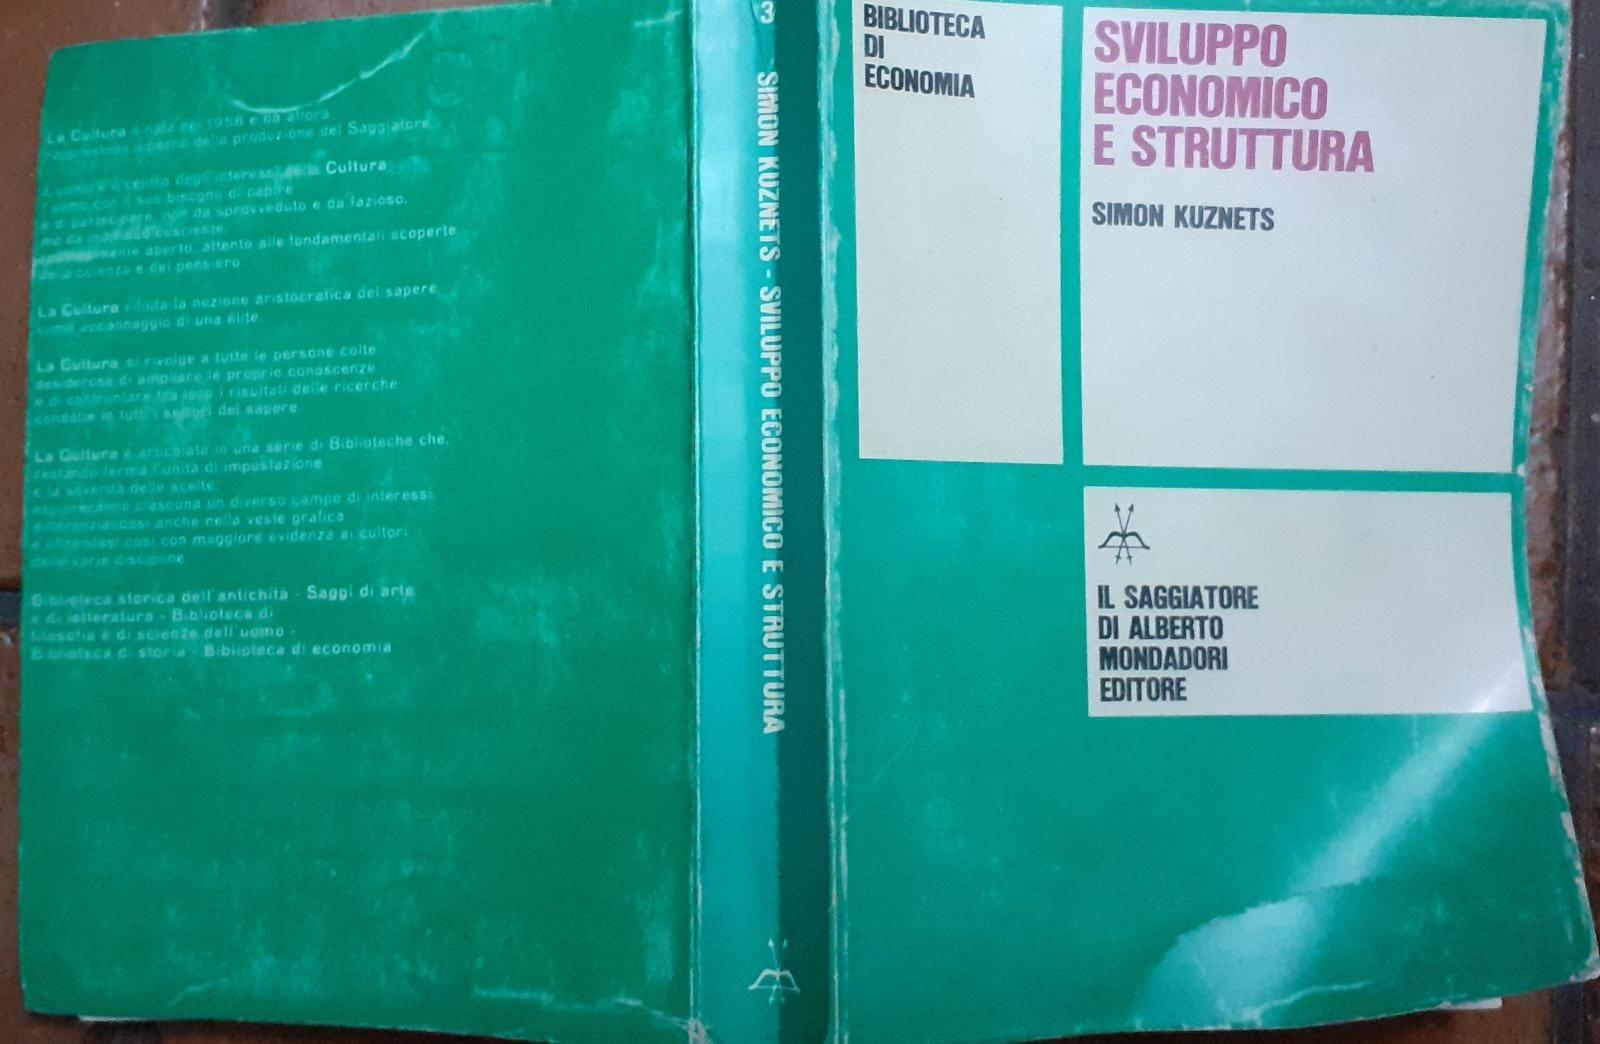 La Cultura è nata nel 1958 e da allora
rappresenta il perno della produzione del Saggiatore.
L'uomo è il centro degli interessi della Cultura
l'uomo con il suo bisogno di capire
e di partecipare, non da sprovveduto e da fazioso,
ma da individuo cosciente,
aperto, attento alle fondamentali scoperte
della scienza e del pensiero
La Cultura rifiuta la nozione aristocratica del sapere
come appannaggio di una élite.
La Cultura si rivolge a tutte le persone colte
desiderose di ampliare le proprie conoscenze
e di confrontare fra loro i risultati delle ricerche
condotte in tutti i settori del sapere.
La Cultura è articolata in una serie di Biblioteche che,
restando ferma l'unità di impostazione
e la severità delle scelte,
ciascuna un diverso campo di interessi,
differenziandosi anche nella veste grafica
e offrendosi così con maggiore evidenza ai cultori
delle varie discipline.
Biblioteca storica dell'antichità - Saggi di arte
e di letteratura - Biblioteca di
filosofia e di scienze dell'uomo -
Biblioteca di storia - Biblioteca di economia
3 SIMON KUZNETS - SVILUPPO ECONOMICO E STRUTTURA
BIBLIOTECA
DI
ECONOMIA
SVILUPPO
ECONOMICO
E STRUTTURA
SIMON KUZNETS
IL SAGGIATORE
DI ALBERTO
MONDADORI
EDITORE